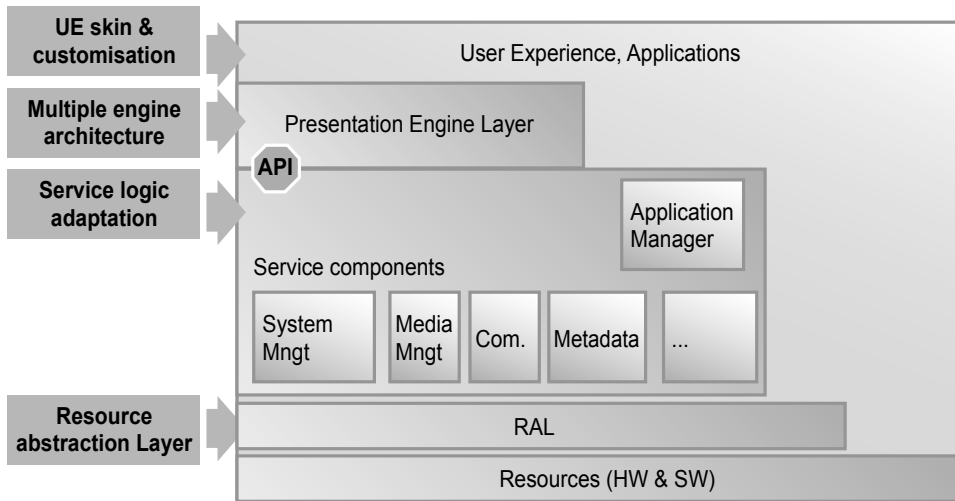 UE skin &
customisation
User Experience, Applications
Multiple engine
architecture
Presentation Engine Layer
API
Service logic
adaptation
Application
Manager
Service components
System
Mngt
Media
Mngt
Com.
Metadata
...
Resource
abstraction Layer
RAL
Resources (HW & SW)